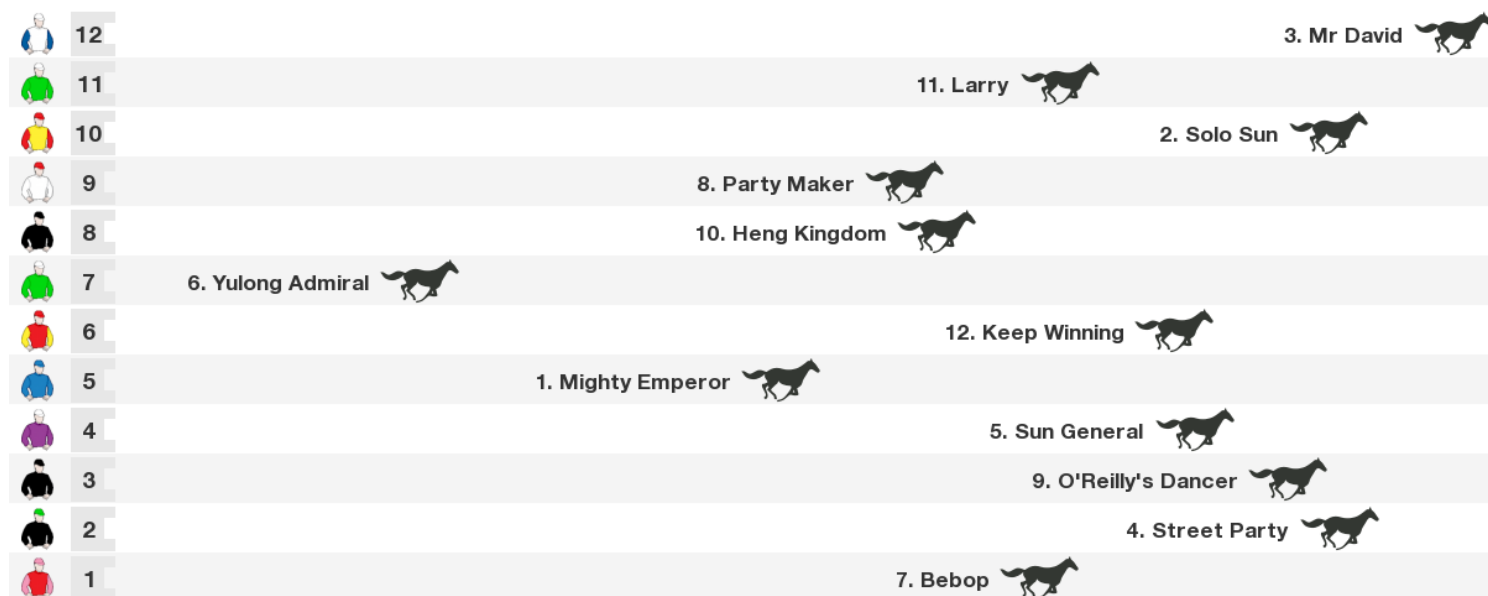 12 3. Mr David
11 11. Larry
10 2. Solo Sun
9 8. Party Maker
8 10. Heng Kingdom
7 6. Yulong Admiral
6 12. Keep Winning
5 1. Mighty Emperor
4 5. Sun General
3 9. O'Reilly's Dancer
2 4. Street Party
1 7. Bebop